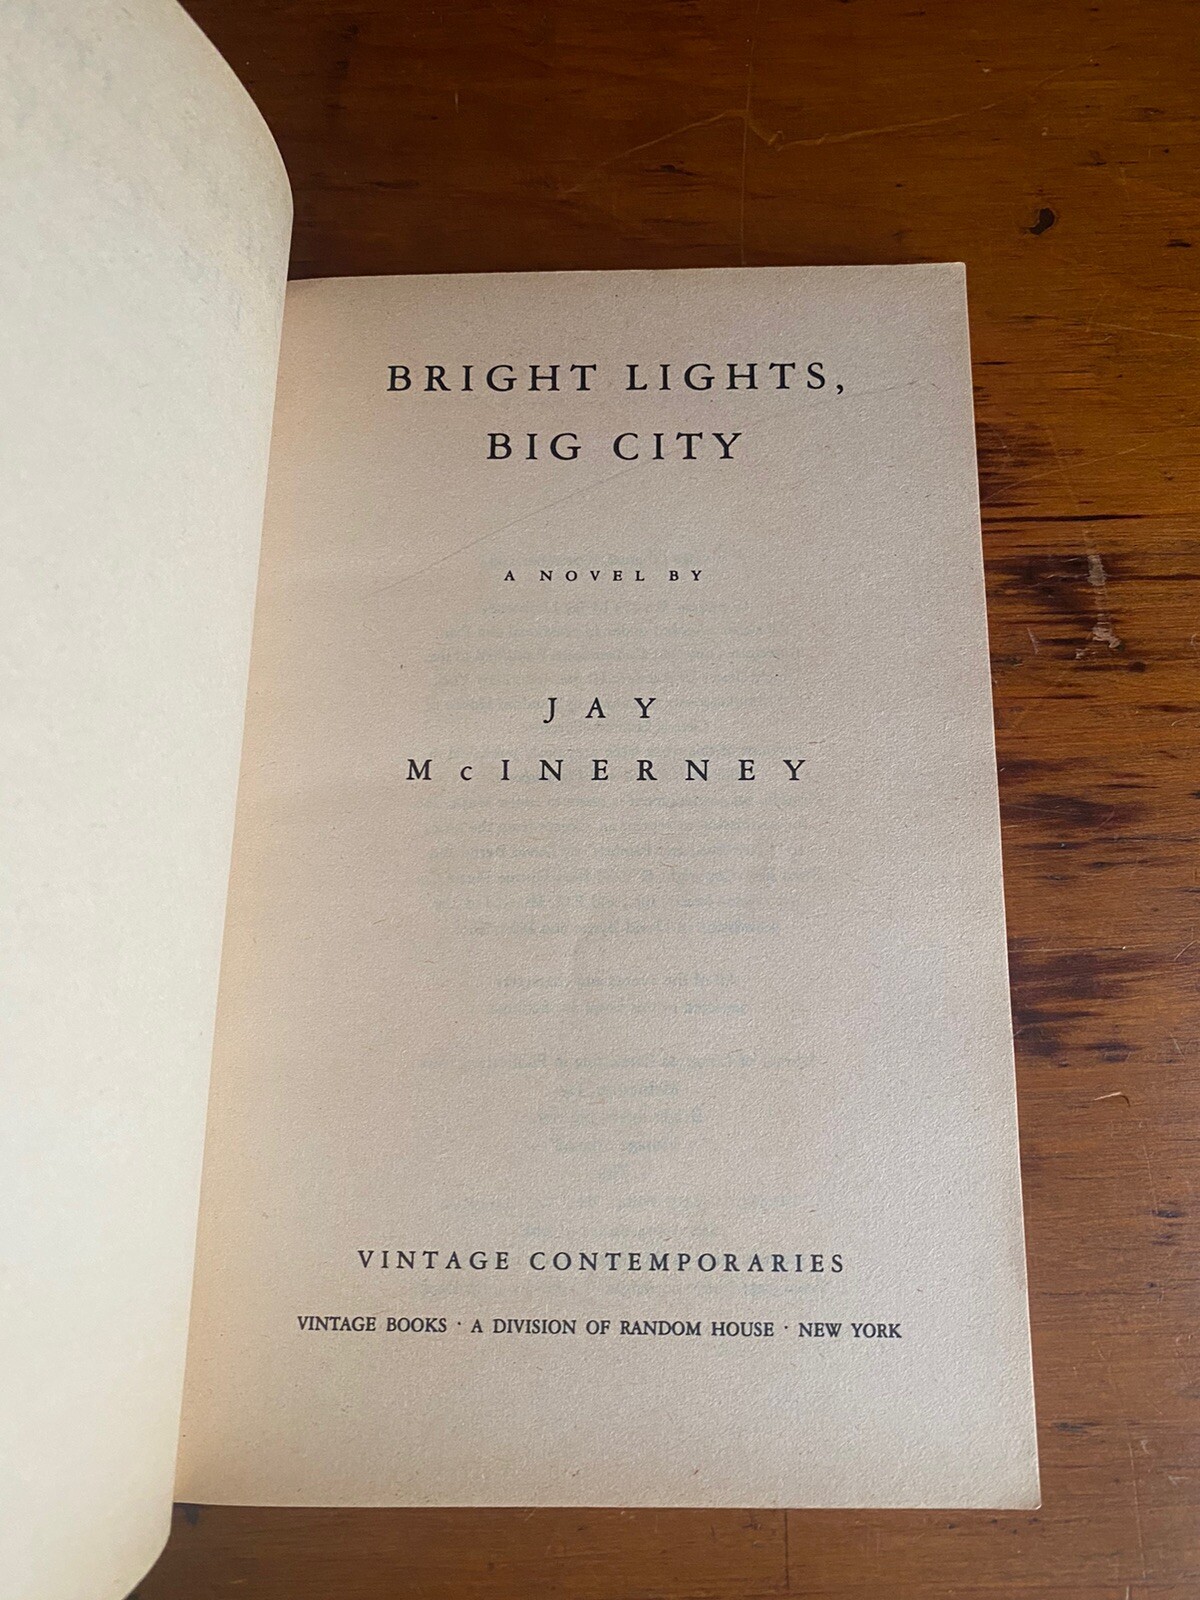 BRIGHT LIGHTS,
BIG CITY
A NOVEL BY
JAY
McINERNEY
VINTAGE CONTEMPORARIES
VINTAGE BOOKS · A DIVISION OF RANDOM HOUSE · NEW YORK